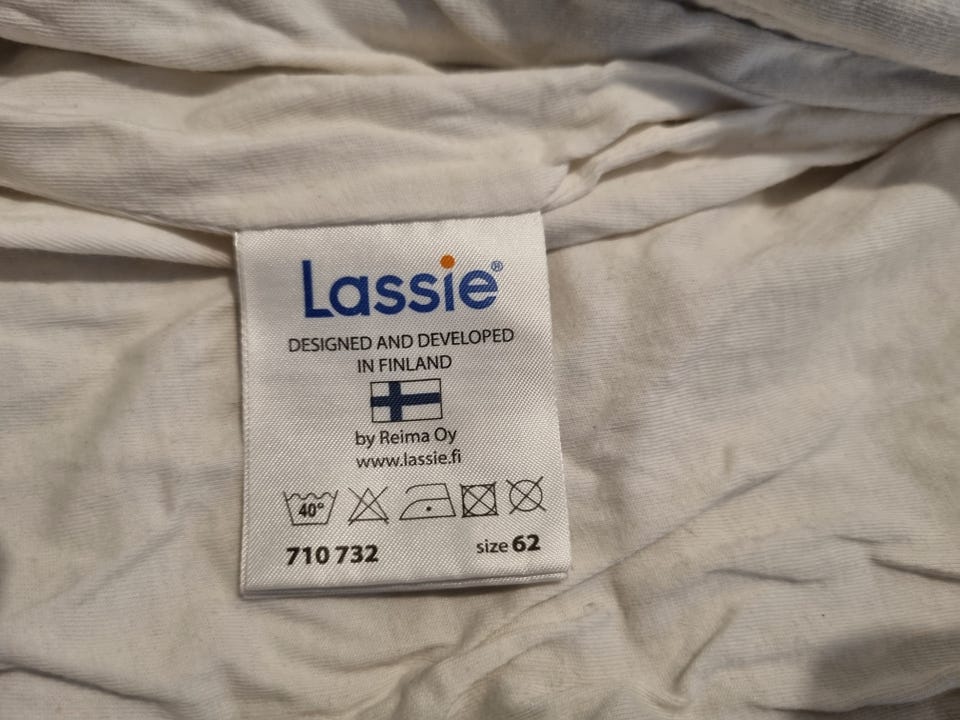 Lassie®
DESIGNED AND DEVELOPED
IN FINLAND
by Reima Oy
www.lassie.fi
40°
710 732 size 62